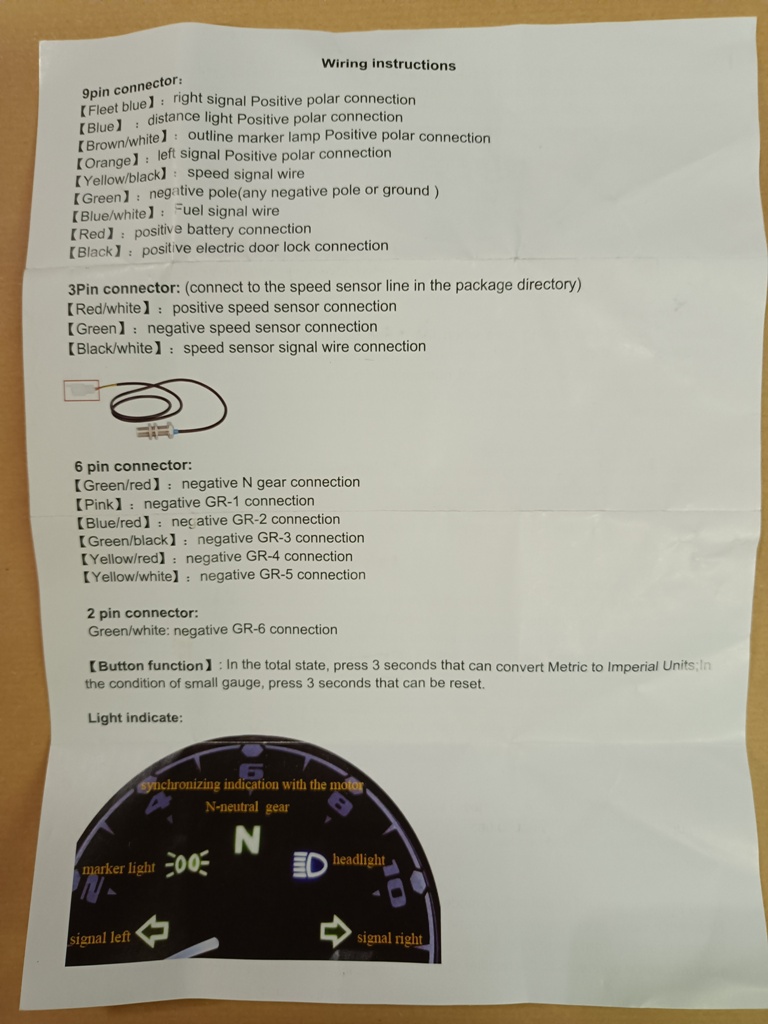 Wiring instructions
9pin connector:
【Fleet blue】：right signal Positive polar connection
【Blue】：distance light Positive polar connection
【Brown/white】：outline marker lamp Positive polar connection
【Orange】：left signal Positive polar connection
【Yellow/black】：speed signal wire
【Green】：negative pole(any negative pole or ground )
【Blue/white】：Fuel signal wire
【Red】：positive battery connection
【Black】：positive electric door lock connection
3Pin connector: (connect to the speed sensor line in the package directory)
【Red/white】：positive speed sensor connection
【Green】：negative speed sensor connection
【Black/white】：speed sensor signal wire connection
6 pin connector:
【Green/red】：negative N gear connection
【Pink】：negative GR-1 connection
【Blue/red】：negative GR-2 connection
【Green/black】：negative GR-3 connection
【Yellow/red】：negative GR-4 connection
【Yellow/white】：negative GR-5 connection
2 pin connector:
Green/white: negative GR-6 connection
【Button function】: In the total state, press 3 seconds that can convert Metric to Imperial Units;In
the condition of small gauge, press 3 seconds that can be reset.
Light indicate:
6
synchronizing indication with the motor
4 8
N-neutral gear
N
marker light headlight
2 10
signal left signal right